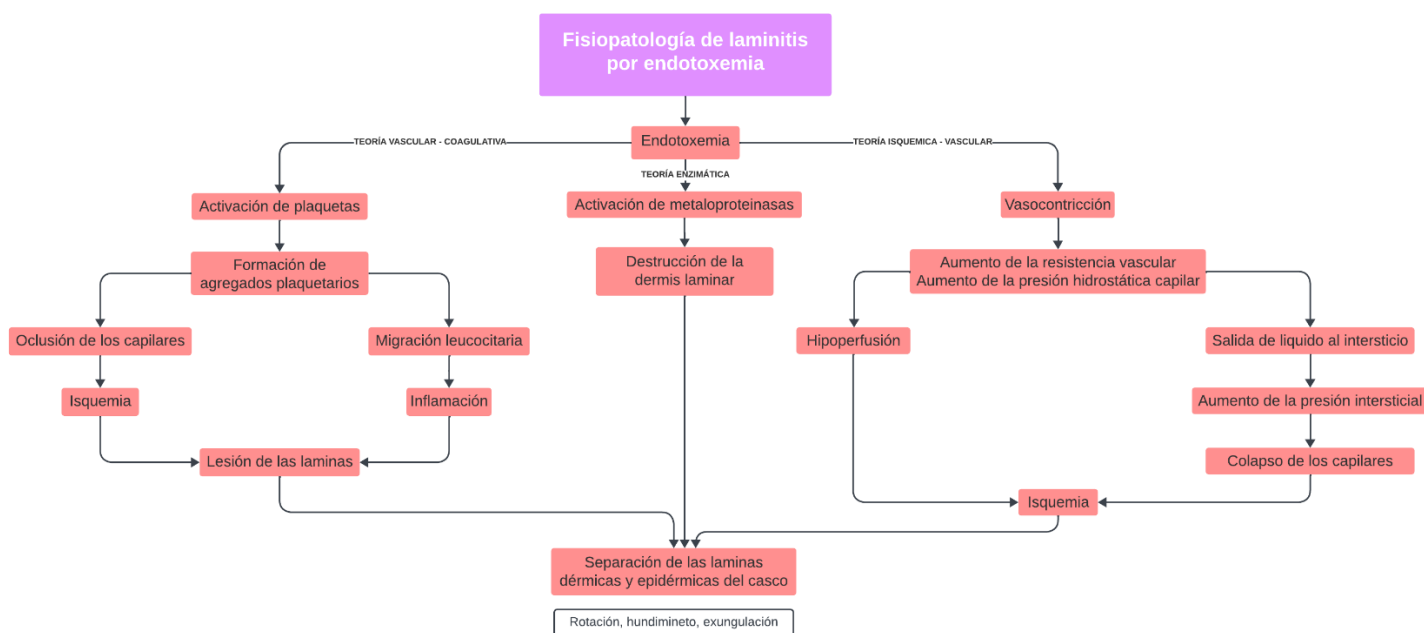 Fisiopatología de laminitis
por endotoxemia
TEORÍA VASCULAR - COAGULATIVA
Endotoxemia
TEORÍA ISQUEMICA - VASCULAR
TEORÍA ENZIMÁTICA
Activación de plaquetas
Activación de metaloproteinasas
Vasocontricción
Formación de
agregados plaquetarios
Destrucción de la
dermis laminar
Aumento de la resistencia vascular
Aumento de la presión hidrostática capilar
Oclusión de los capilares
Migración leucocitaria
Hipoperfusión
Salida de liquido al intersticio
Isquemia
Inflamación
Aumento de la presión intersticial
Lesión de las laminas
Colapso de los capilares
Isquemia
Separación de las laminas
dérmicas y epidérmicas del casco
Rotación, hundimineto, exungulación